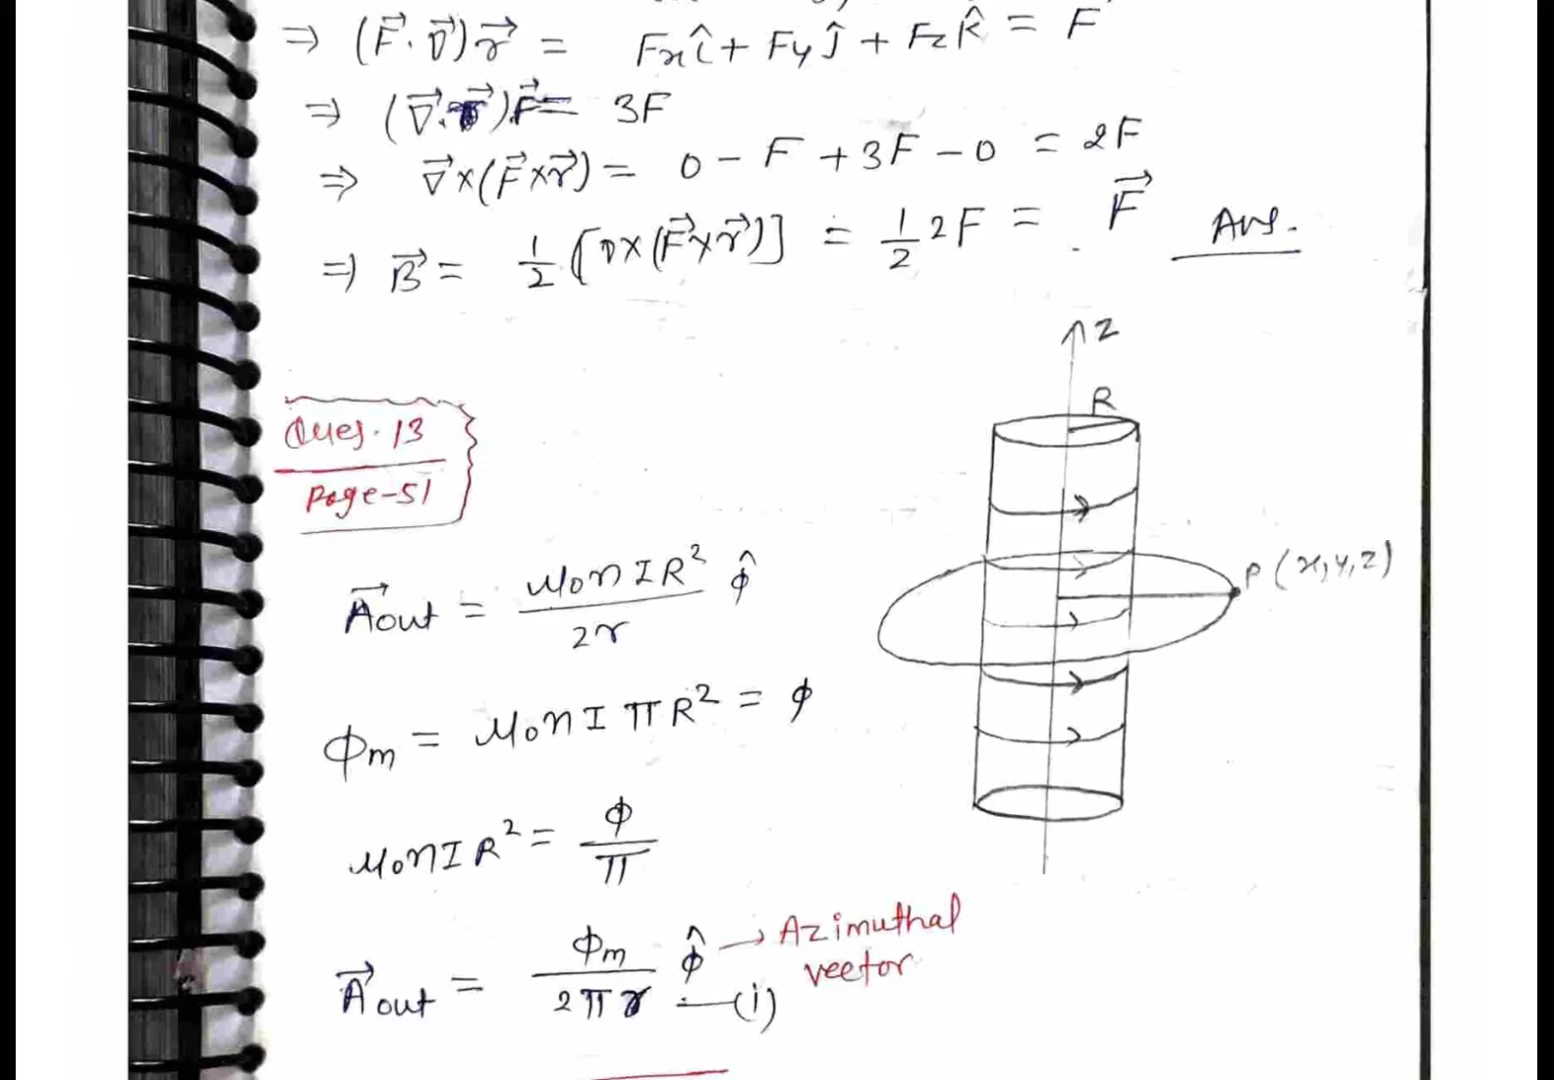 ⇒ (F⃗·∇⃗)r⃗ = Fxî + Fyĵ + Fzk̂ = F
⇒ (∇⃗·r⃗)F⃗ = 3F
⇒ ∇⃗×(F⃗×r⃗) = 0 − F + 3F − 0 = 2F
⇒ B⃗ = 1/2 [∇×(F⃗×r⃗)] = 1/2 2F = F⃗ Ans.
Z
R
Ques. 13
Page-51
P(x,y,z)
A⃗out = μ0nIR²/2r φ̂
ϕm = μ0nIπR² = ϕ
μ0nIR² = ϕ/π
A⃗out = ϕm/2πr φ̂ → Azimuthal vector —(i)